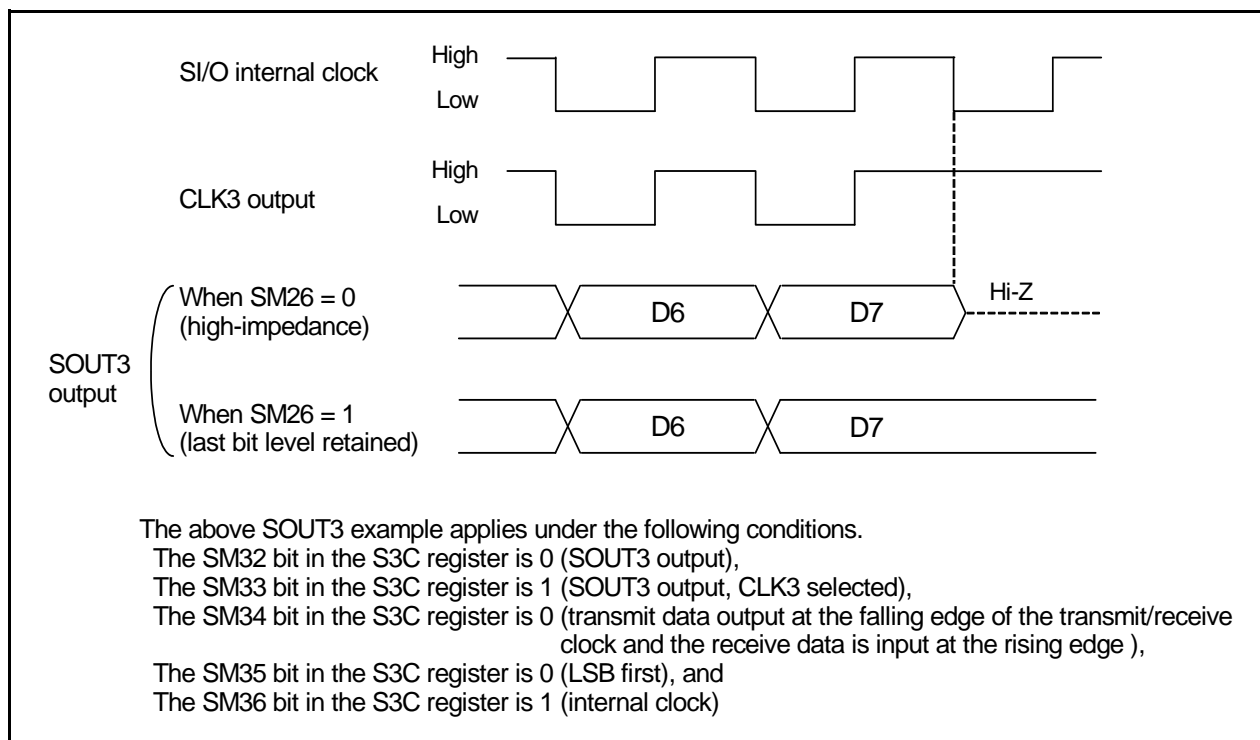 SI/O internal clock
High
Low
CLK3 output
High
Low
SOUT3
output
When SM26 = 0
(high-impedance)
D6
D7
Hi-Z
When SM26 = 1
(last bit level retained)
D6
D7
The above SOUT3 example applies under the following conditions.
The SM32 bit in the S3C register is 0 (SOUT3 output),
The SM33 bit in the S3C register is 1 (SOUT3 output, CLK3 selected),
The SM34 bit in the S3C register is 0 (transmit data output at the falling edge of the transmit/receive
clock and the receive data is input at the rising edge ),
The SM35 bit in the S3C register is 0 (LSB first), and
The SM36 bit in the S3C register is 1 (internal clock)